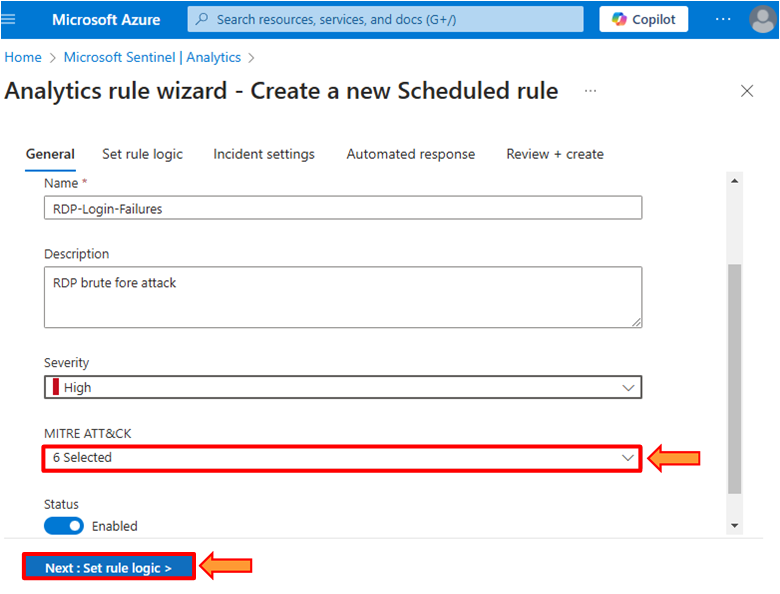 Microsoft Azure
Search resources, services, and docs (G+/)
Copilot
...
Home > Microsoft Sentinel | Analytics >
Analytics rule wizard - Create a new Scheduled rule ...
General Set rule logic Incident settings Automated response Review + create
Name *
RDP-Login-Failures
Description
RDP brute fore attack
Severity
High
MITRE ATT&CK
6 Selected
Status
Enabled
Next : Set rule logic >